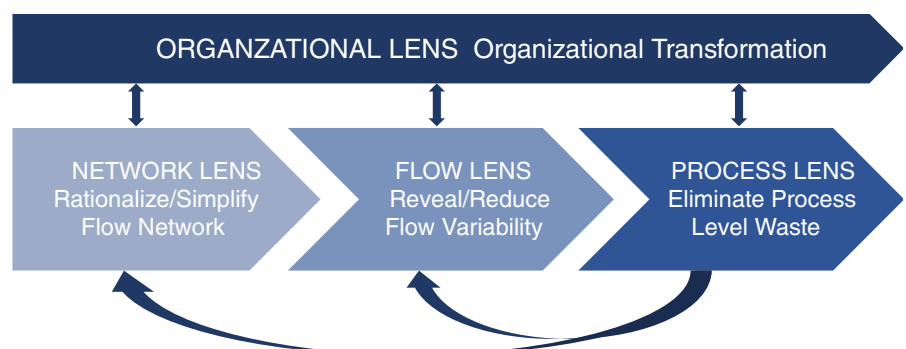 ORGANZATIONAL LENS Organizational Transformation
NETWORK LENS
Rationalize/Simplify
Flow Network
FLOW LENS
Reveal/Reduce
Flow Variability
PROCESS LENS
Eliminate Process
Level Waste